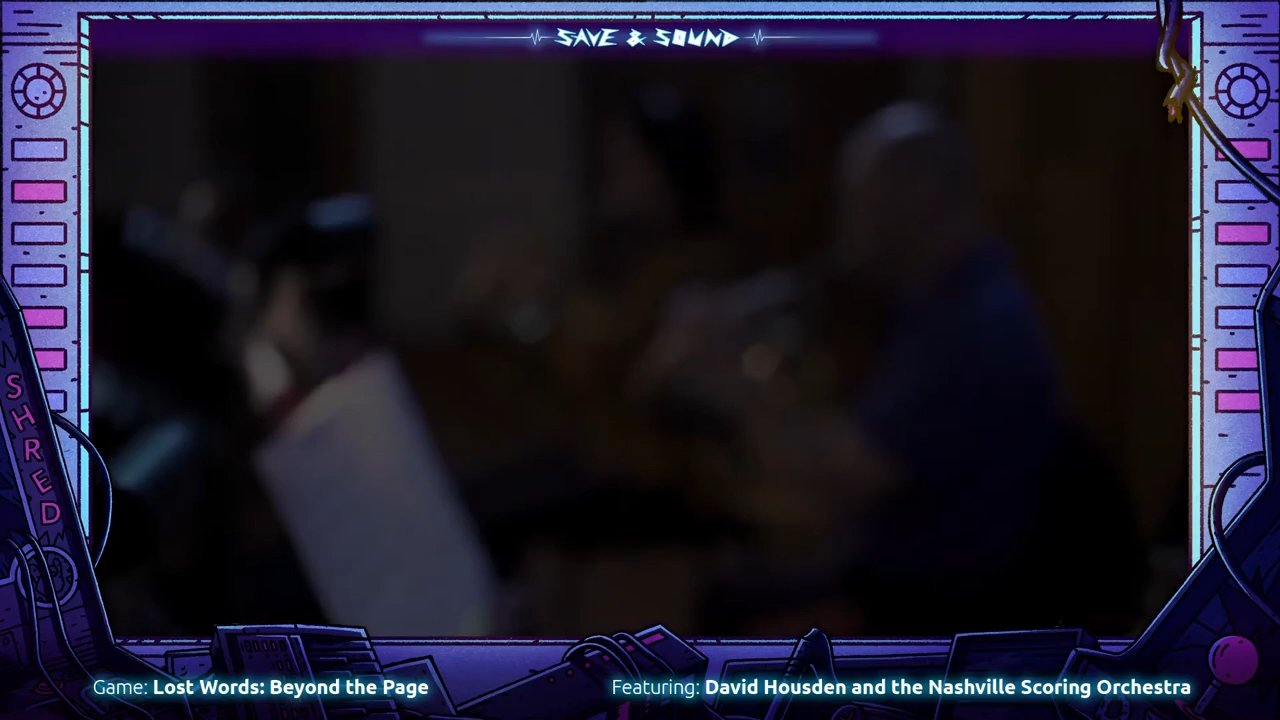 SAVE & SOUND
SHRED
Game: Lost Words: Beyond the Page
Featuring: David Housden and the Nashville Scoring Orchestra